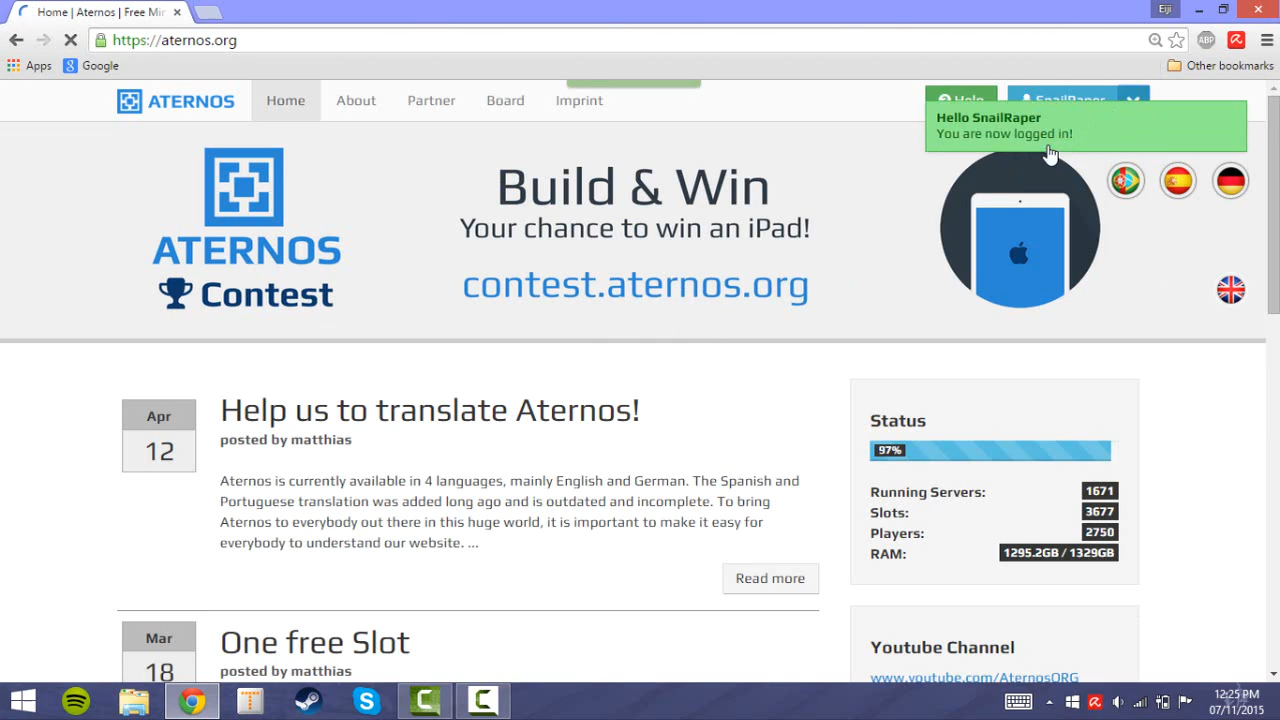 Home | Aternos | Free Mir
Eiji
https://aternos.org
ABP
Apps
Google
Other bookmarks
ATERNOS
Home
About
Partner
Board
Imprint
Help
SnailRaper
Hello SnailRaper
You are now logged in!
ATERNOS
Contest
Build & Win
Your chance to win an iPad!
contest.aternos.org
Apr
12
Help us to translate Aternos!
posted by matthias
Aternos is currently available in 4 languages, mainly English and German. The Spanish and
Portuguese translation was added long ago and is outdated and incomplete. To bring
Aternos to everybody out there in this huge world, it is important to make it easy for
everybody to understand our website. ...
Read more
Mar
18
One free Slot
posted by matthias
Status
97%
Running Servers: 1671
Slots: 3677
Players: 2750
RAM: 1295.2GB / 1329GB
Youtube Channel
www.youtube.com/AternosORG
12:25 PM
07/11/2015